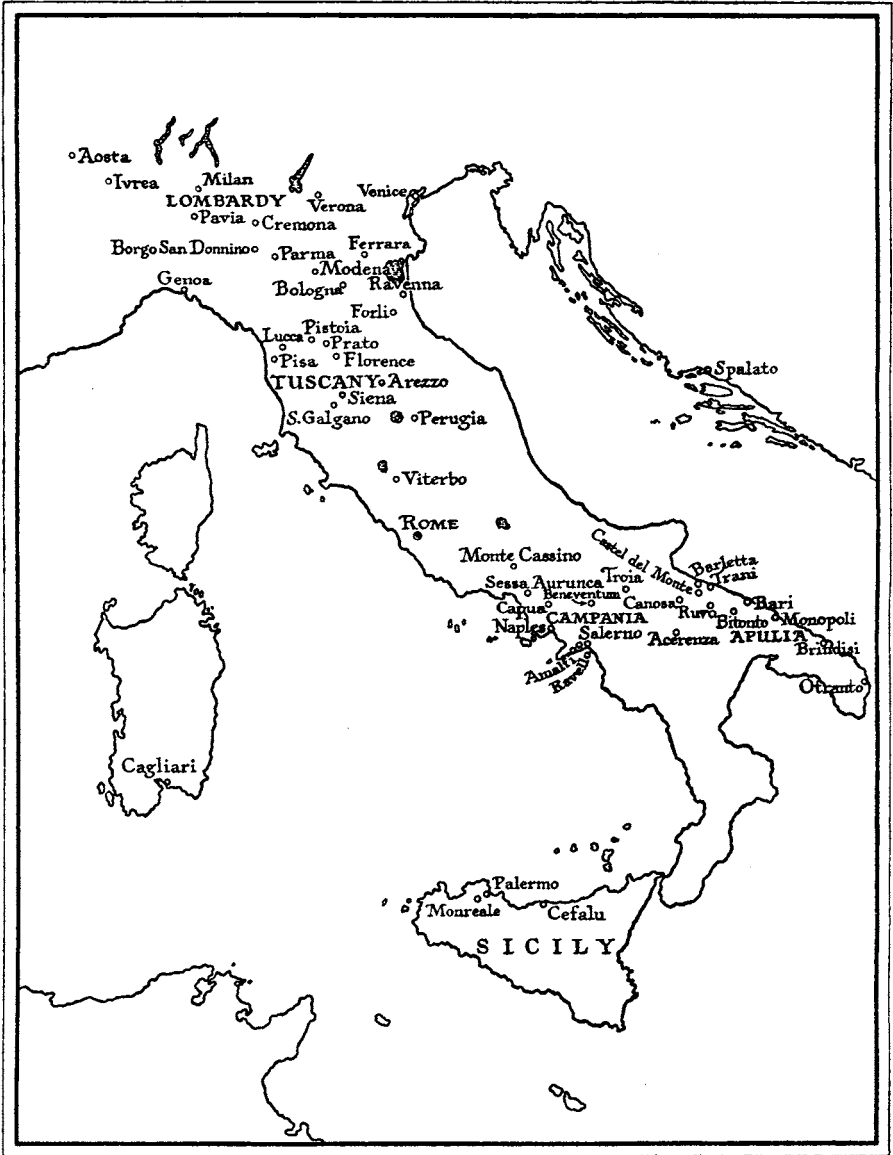 Aosta
Ivrea
Milan
LOMBARDY
Verona
Venice
Pavia
Cremona
Borgo San Donnino
Parma
Ferrara
Modena
Genoa
Bologna
Ravenna
Forli
Pistoia
Lucca
Prato
Pisa
Florence
TUSCANY
Arezzo
Siena
S. Galgano
Perugia
Spalato
Viterbo
ROME
Monte Cassino
Castel del Monte
Barletta
Trani
Sessa Aurunca
Troia
Beneventum
Canosa
Ruvo
Bari
Capua
CAMPANIA
Bitonto
Monopoli
Naples
Salerno
Acerenza
APULIA
Brindisi
Amalfi
Ravello
Otranto
Cagliari
Palermo
Monreale
Cefalu
SICILY